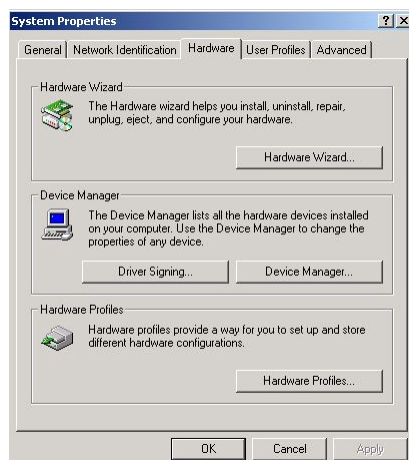 System Properties
General Network Identification Hardware User Profiles Advanced
Hardware Wizard
The Hardware wizard helps you install, uninstall, repair,
unplug, eject, and configure your hardware.
Hardware Wizard...
Device Manager
The Device Manager lists all the hardware devices installed
on your computer. Use the Device Manager to change the
properties of any device.
Driver Signing... Device Manager...
Hardware Profiles
Hardware profiles provide a way for you to set up and store
different hardware configurations.
Hardware Profiles...
OK Cancel Apply